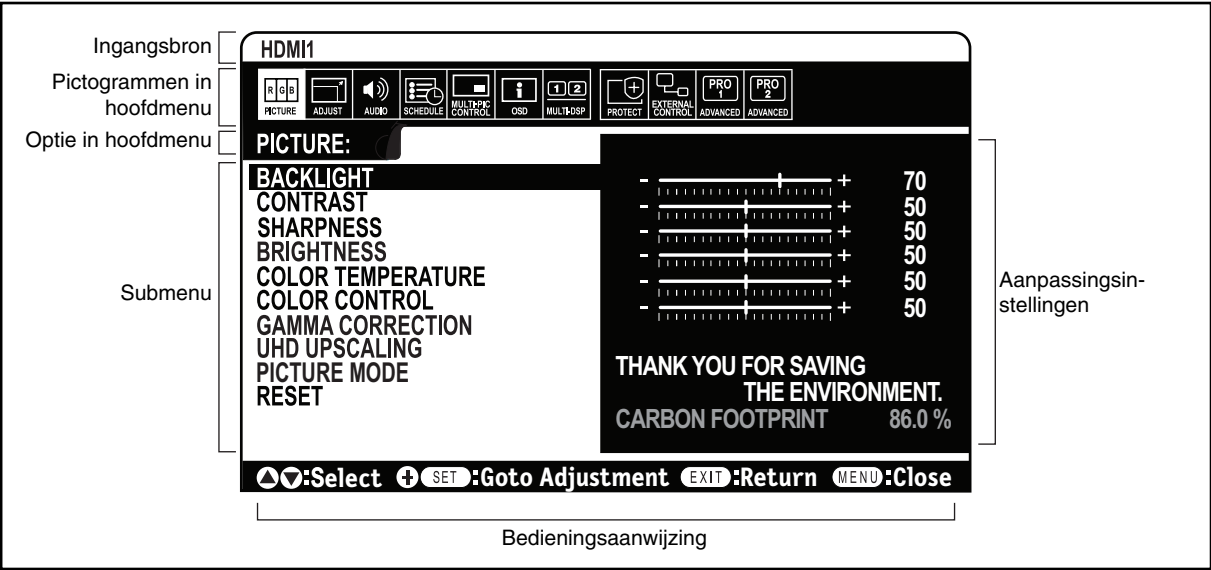 Ingangsbron
HDMI1
Pictogrammen in
hoofdmenu
R G B
PICTURE
ADJUST
AUDIO
SCHEDULE
MULTI-PIC
CONTROL
OSD
1 2
MULTI-DSP
PROTECT
EXTERNAL
CONTROL
PRO
1
ADVANCED
PRO
2
ADVANCED
Optie in hoofdmenu
PICTURE:
Submenu
BACKLIGHT
CONTRAST
SHARPNESS
BRIGHTNESS
COLOR TEMPERATURE
COLOR CONTROL
GAMMA CORRECTION
UHD UPSCALING
PICTURE MODE
RESET
- + 70
- + 50
- + 50
- + 50
- + 50
- + 50
THANK YOU FOR SAVING
THE ENVIRONMENT.
CARBON FOOTPRINT 86.0 %
Aanpassingsin-
stellingen
:Select SET :Goto Adjustment EXIT :Return MENU :Close
Bedieningsaanwijzing